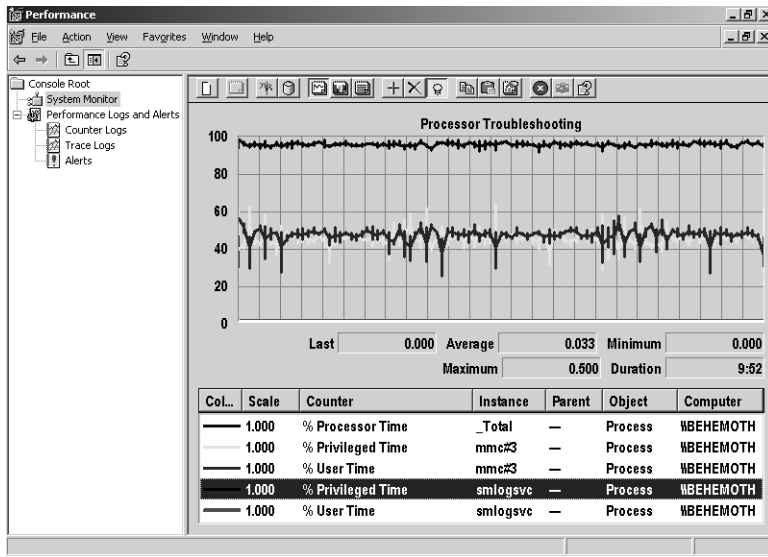 Performance
File Action View Favorites Window Help
Console Root
System Monitor
Performance Logs and Alerts
Counter Logs
Trace Logs
Alerts
Processor Troubleshooting
100
80
60
40
20
0
Last 0.000 Average 0.033 Minimum 0.000
Maximum 0.500 Duration 9:52
Col... Scale Counter Instance Parent Object Computer
1.000 % Processor Time _Total — Process \\BEHEMOTH
1.000 % Privileged Time mmc#3 — Process \\BEHEMOTH
1.000 % User Time mmc#3 — Process \\BEHEMOTH
1.000 % Privileged Time smlogsvc — Process \\BEHEMOTH
1.000 % User Time smlogsvc — Process \\BEHEMOTH